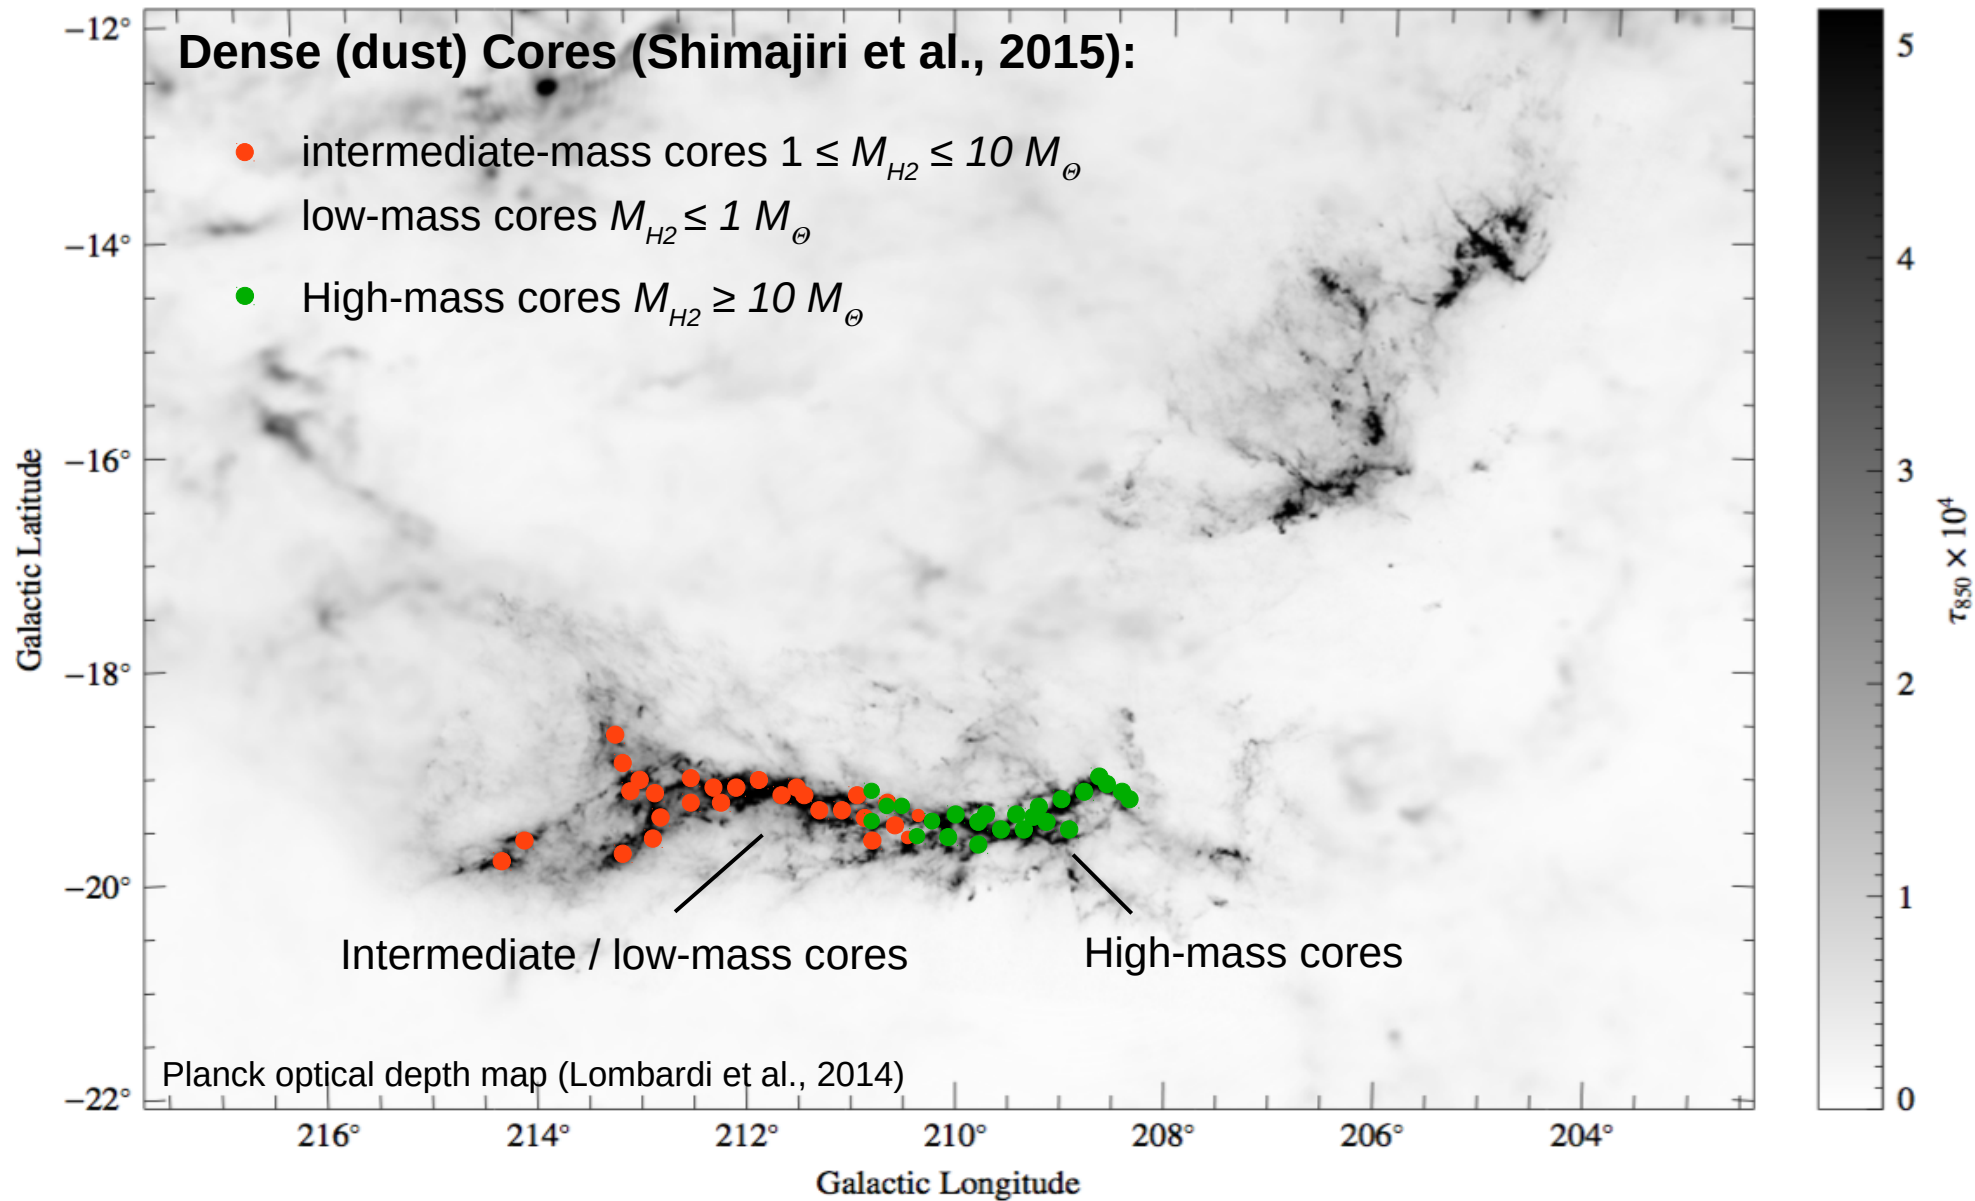 Dense (dust) Cores (Shimajiri et al., 2015):
intermediate-mass cores 1 ≤ M_H2 ≤ 10 M_Θ
low-mass cores M_H2 ≤ 1 M_Θ
High-mass cores M_H2 ≥ 10 M_Θ
−12°
−14°
−16°
−18°
−20°
−22°
Galactic Latitude
Intermediate / low-mass cores
High-mass cores
Planck optical depth map (Lombardi et al., 2014)
216° 214° 212° 210° 208° 206° 204°
Galactic Longitude
5
4
3
2
1
0
τ_850 × 10^4